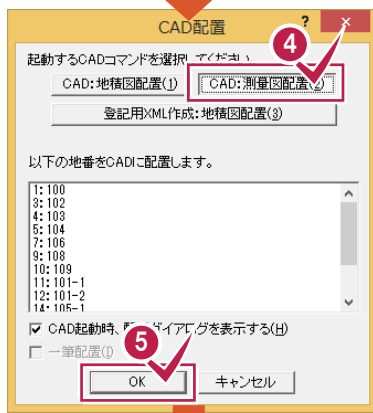 CAD配置
?
×
4
起動するCADコマンドを選択してください。
CAD:地積図配置(1)
CAD:測量図配置(2)
登記用XML作成:地積図配置(3)
以下の地番をCADに配置します。
1:100
3:102
4:103
5:104
7:106
9:108
10:109
11:101-1
12:101-2
14:105-1
CAD起動時、配置ダイアログを表示する(H)
5
一筆配置(I)
OK
キャンセル